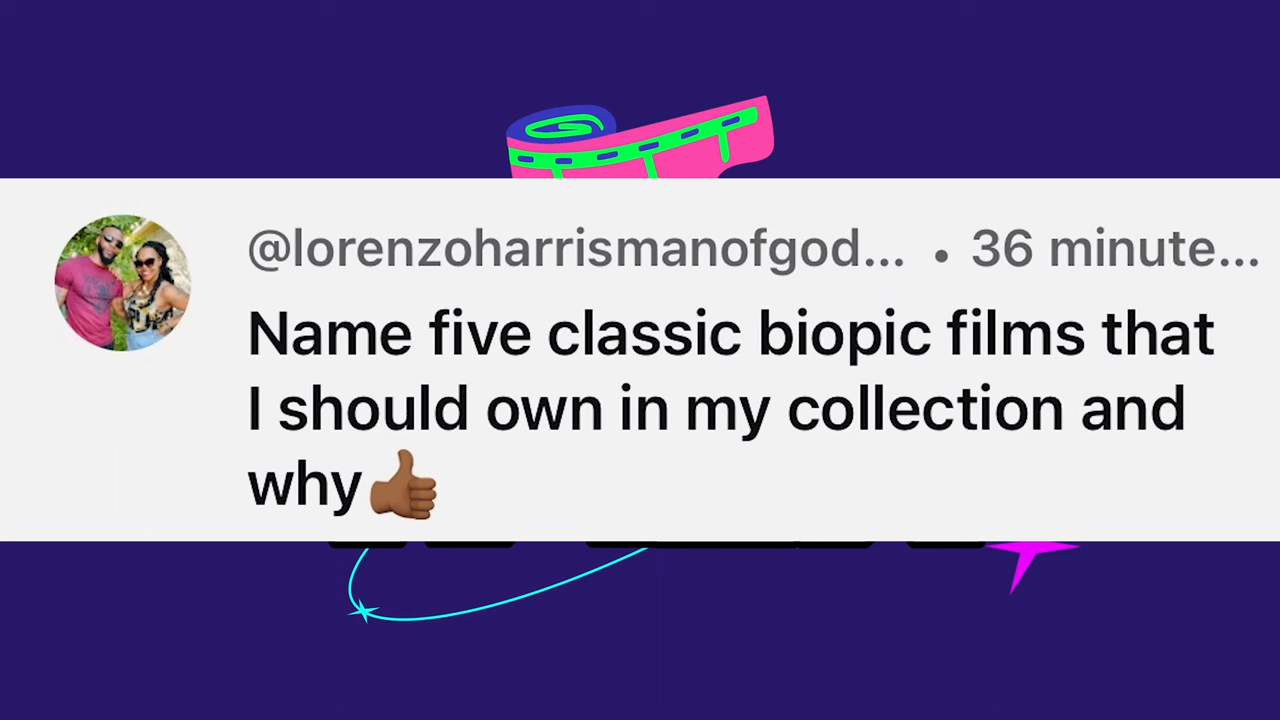 @lorenzoharrismanofgod... • 36 minute...
Name five classic biopic films that
I should own in my collection and
why👍🏾